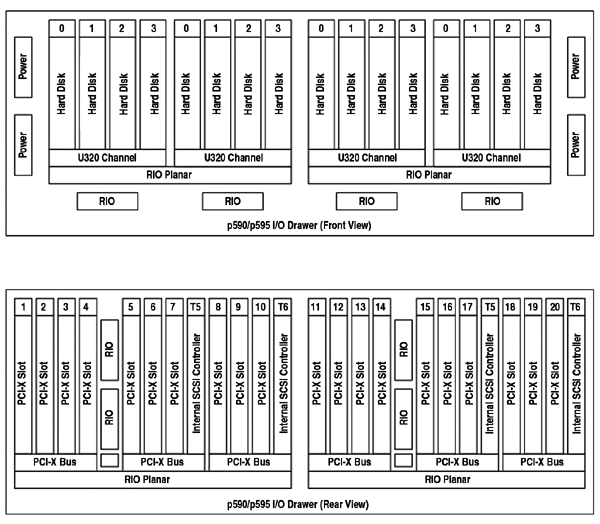 0 1 2 3 0 1 2 3 0 1 2 3 0 1 2 3
Power Hard Disk Hard Disk Hard Disk Hard Disk Hard Disk Hard Disk Hard Disk Hard Disk Hard Disk Hard Disk Hard Disk Hard Disk Hard Disk Hard Disk Hard Disk Hard Disk Power
Power Power
U320 Channel U320 Channel U320 Channel U320 Channel
RIO Planar RIO Planar
RIO RIO RIO RIO
p590/p595 I/O Drawer (Front View)
1 2 3 4 5 6 7 T5 8 9 10 T6 11 12 13 14 15 16 17 T5 18 19 20 T6
PCI-X Slot PCI-X Slot PCI-X Slot PCI-X Slot RIO PCI-X Slot PCI-X Slot PCI-X Slot Internal SCSI Controller PCI-X Slot PCI-X Slot PCI-X Slot Internal SCSI Controller PCI-X Slot PCI-X Slot PCI-X Slot PCI-X Slot RIO PCI-X Slot PCI-X Slot PCI-X Slot Internal SCSI Controller PCI-X Slot PCI-X Slot PCI-X Slot Internal SCSI Controller
RIO RIO
PCI-X Bus PCI-X Bus PCI-X Bus PCI-X Bus PCI-X Bus PCI-X Bus
RIO Planar RIO Planar
p590/p595 I/O Drawer (Rear View)